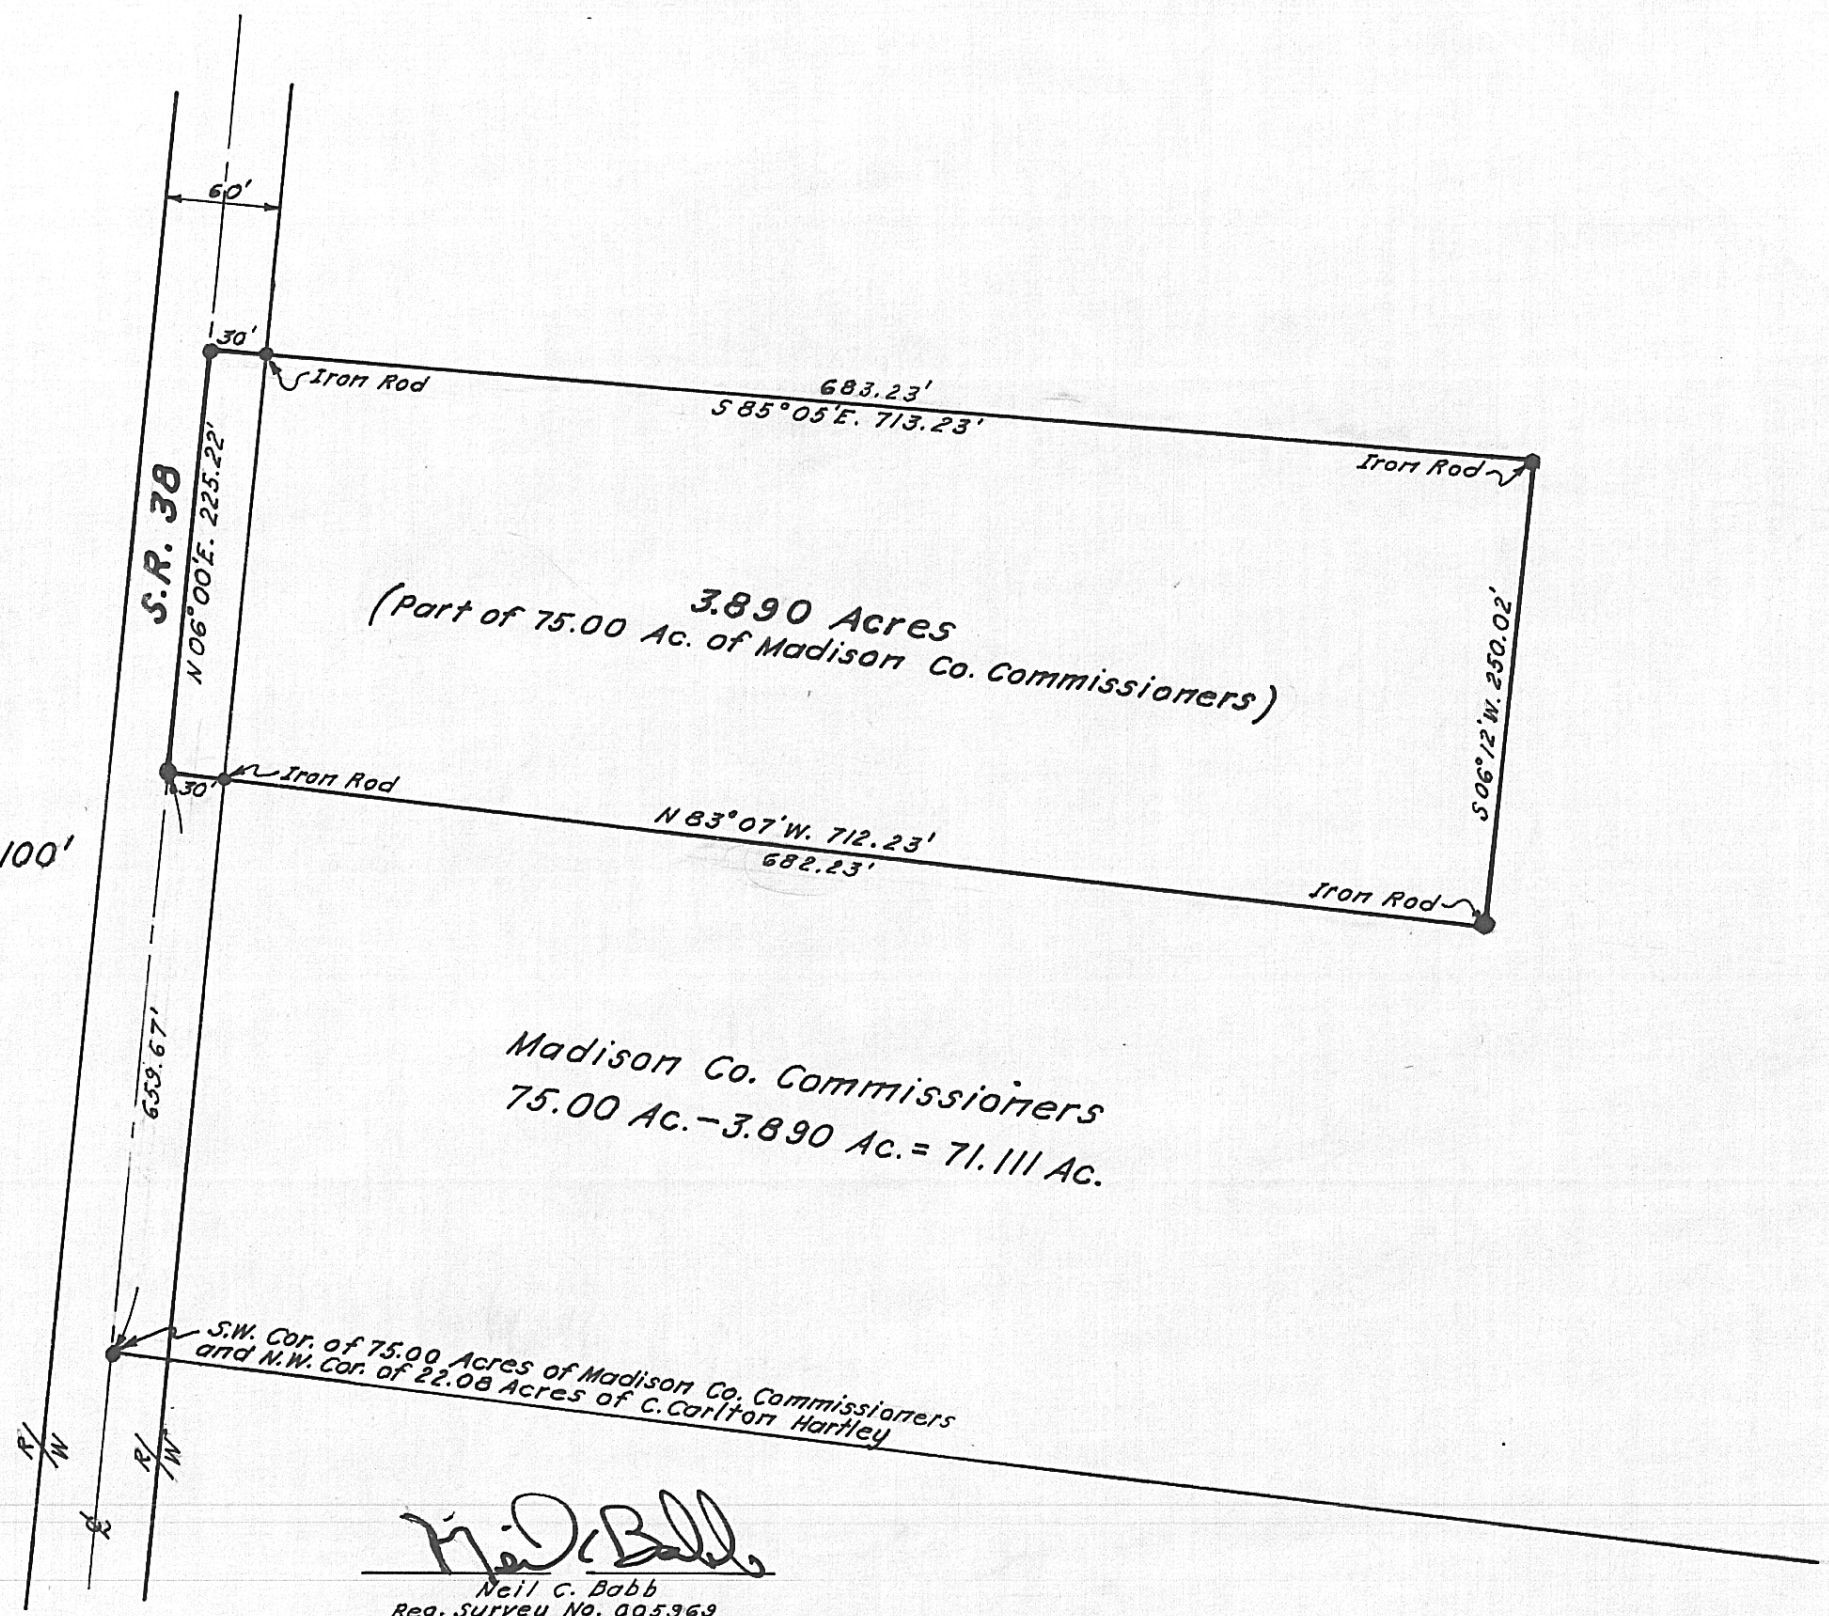 60'
30'
Iron Rod
683.23'
S 85°05'E. 713.23'
Iron Rod
S.R. 38
N 06°00'E. 225.22'
3.890 Acres
(Part of 75.00 Ac. of Madison Co. Commissioners)
S 06°12'W. 250.02'
30'
Iron Rod
N 83°07'W. 712.23'
682.23'
Iron Rod
100'
659.67'
Madison Co. Commissioners
75.00 Ac. – 3.890 Ac. = 71.111 Ac.
S.W. Cor. of 75.00 Acres of Madison Co. Commissioners
and N.W. Cor. of 22.08 Acres of C. Carlton Hartley
R/W
R/W
℄
Neil C Babb
Neil C. Babb
Reg. Survey No. 005969